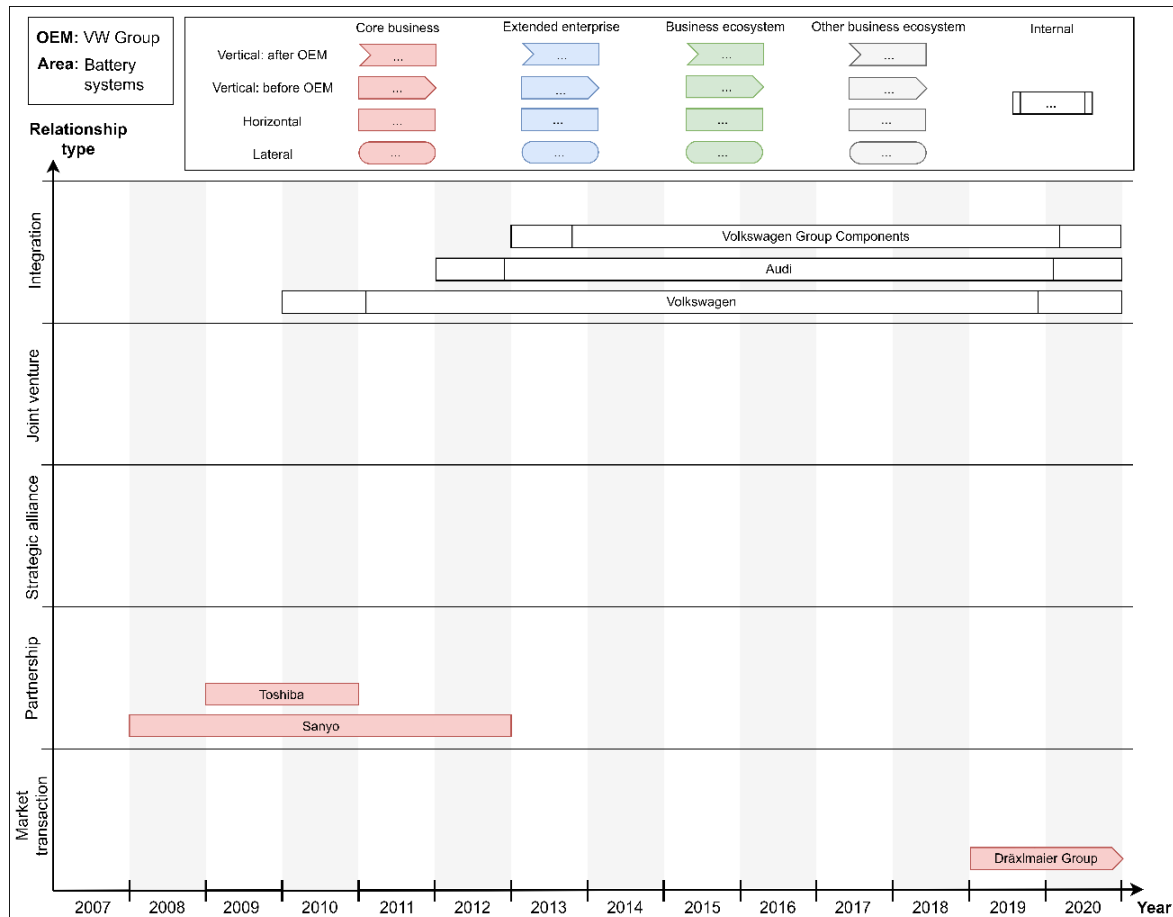 OEM: VW Group
Area: Battery
systems
Core business
Extended enterprise
Business ecosystem
Other business ecosystem
Internal
Vertical: after OEM
...
...
...
...
Vertical: before OEM
...
...
...
...
...
Horizontal
...
...
...
...
Lateral
...
...
...
...
Relationship
type
Integration
Volkswagen Group Components
Audi
Volkswagen
Joint venture
Strategic alliance
Partnership
Toshiba
Sanyo
Market
transaction
Dräxlmaier Group
2007 2008 2009 2010 2011 2012 2013 2014 2015 2016 2017 2018 2019 2020 Year